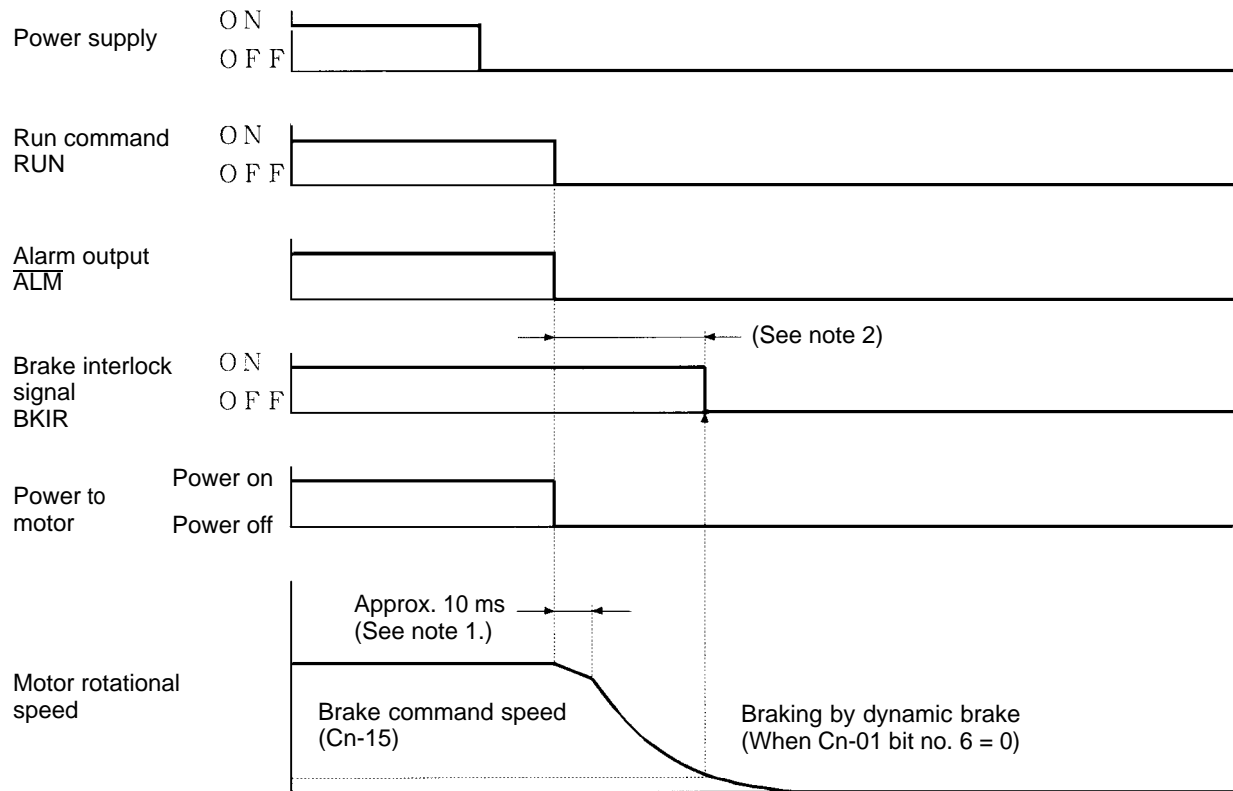 Power supply
ON
OFF
Run command
RUN
ON
OFF
Alarm output
ALM
(See note 2)
Brake interlock
signal
BKIR
ON
OFF
Power to
motor
Power on
Power off
Approx. 10 ms
(See note 1.)
Motor rotational
speed
Brake command speed
(Cn-15)
Braking by dynamic brake
(When Cn-01 bit no. 6 = 0)